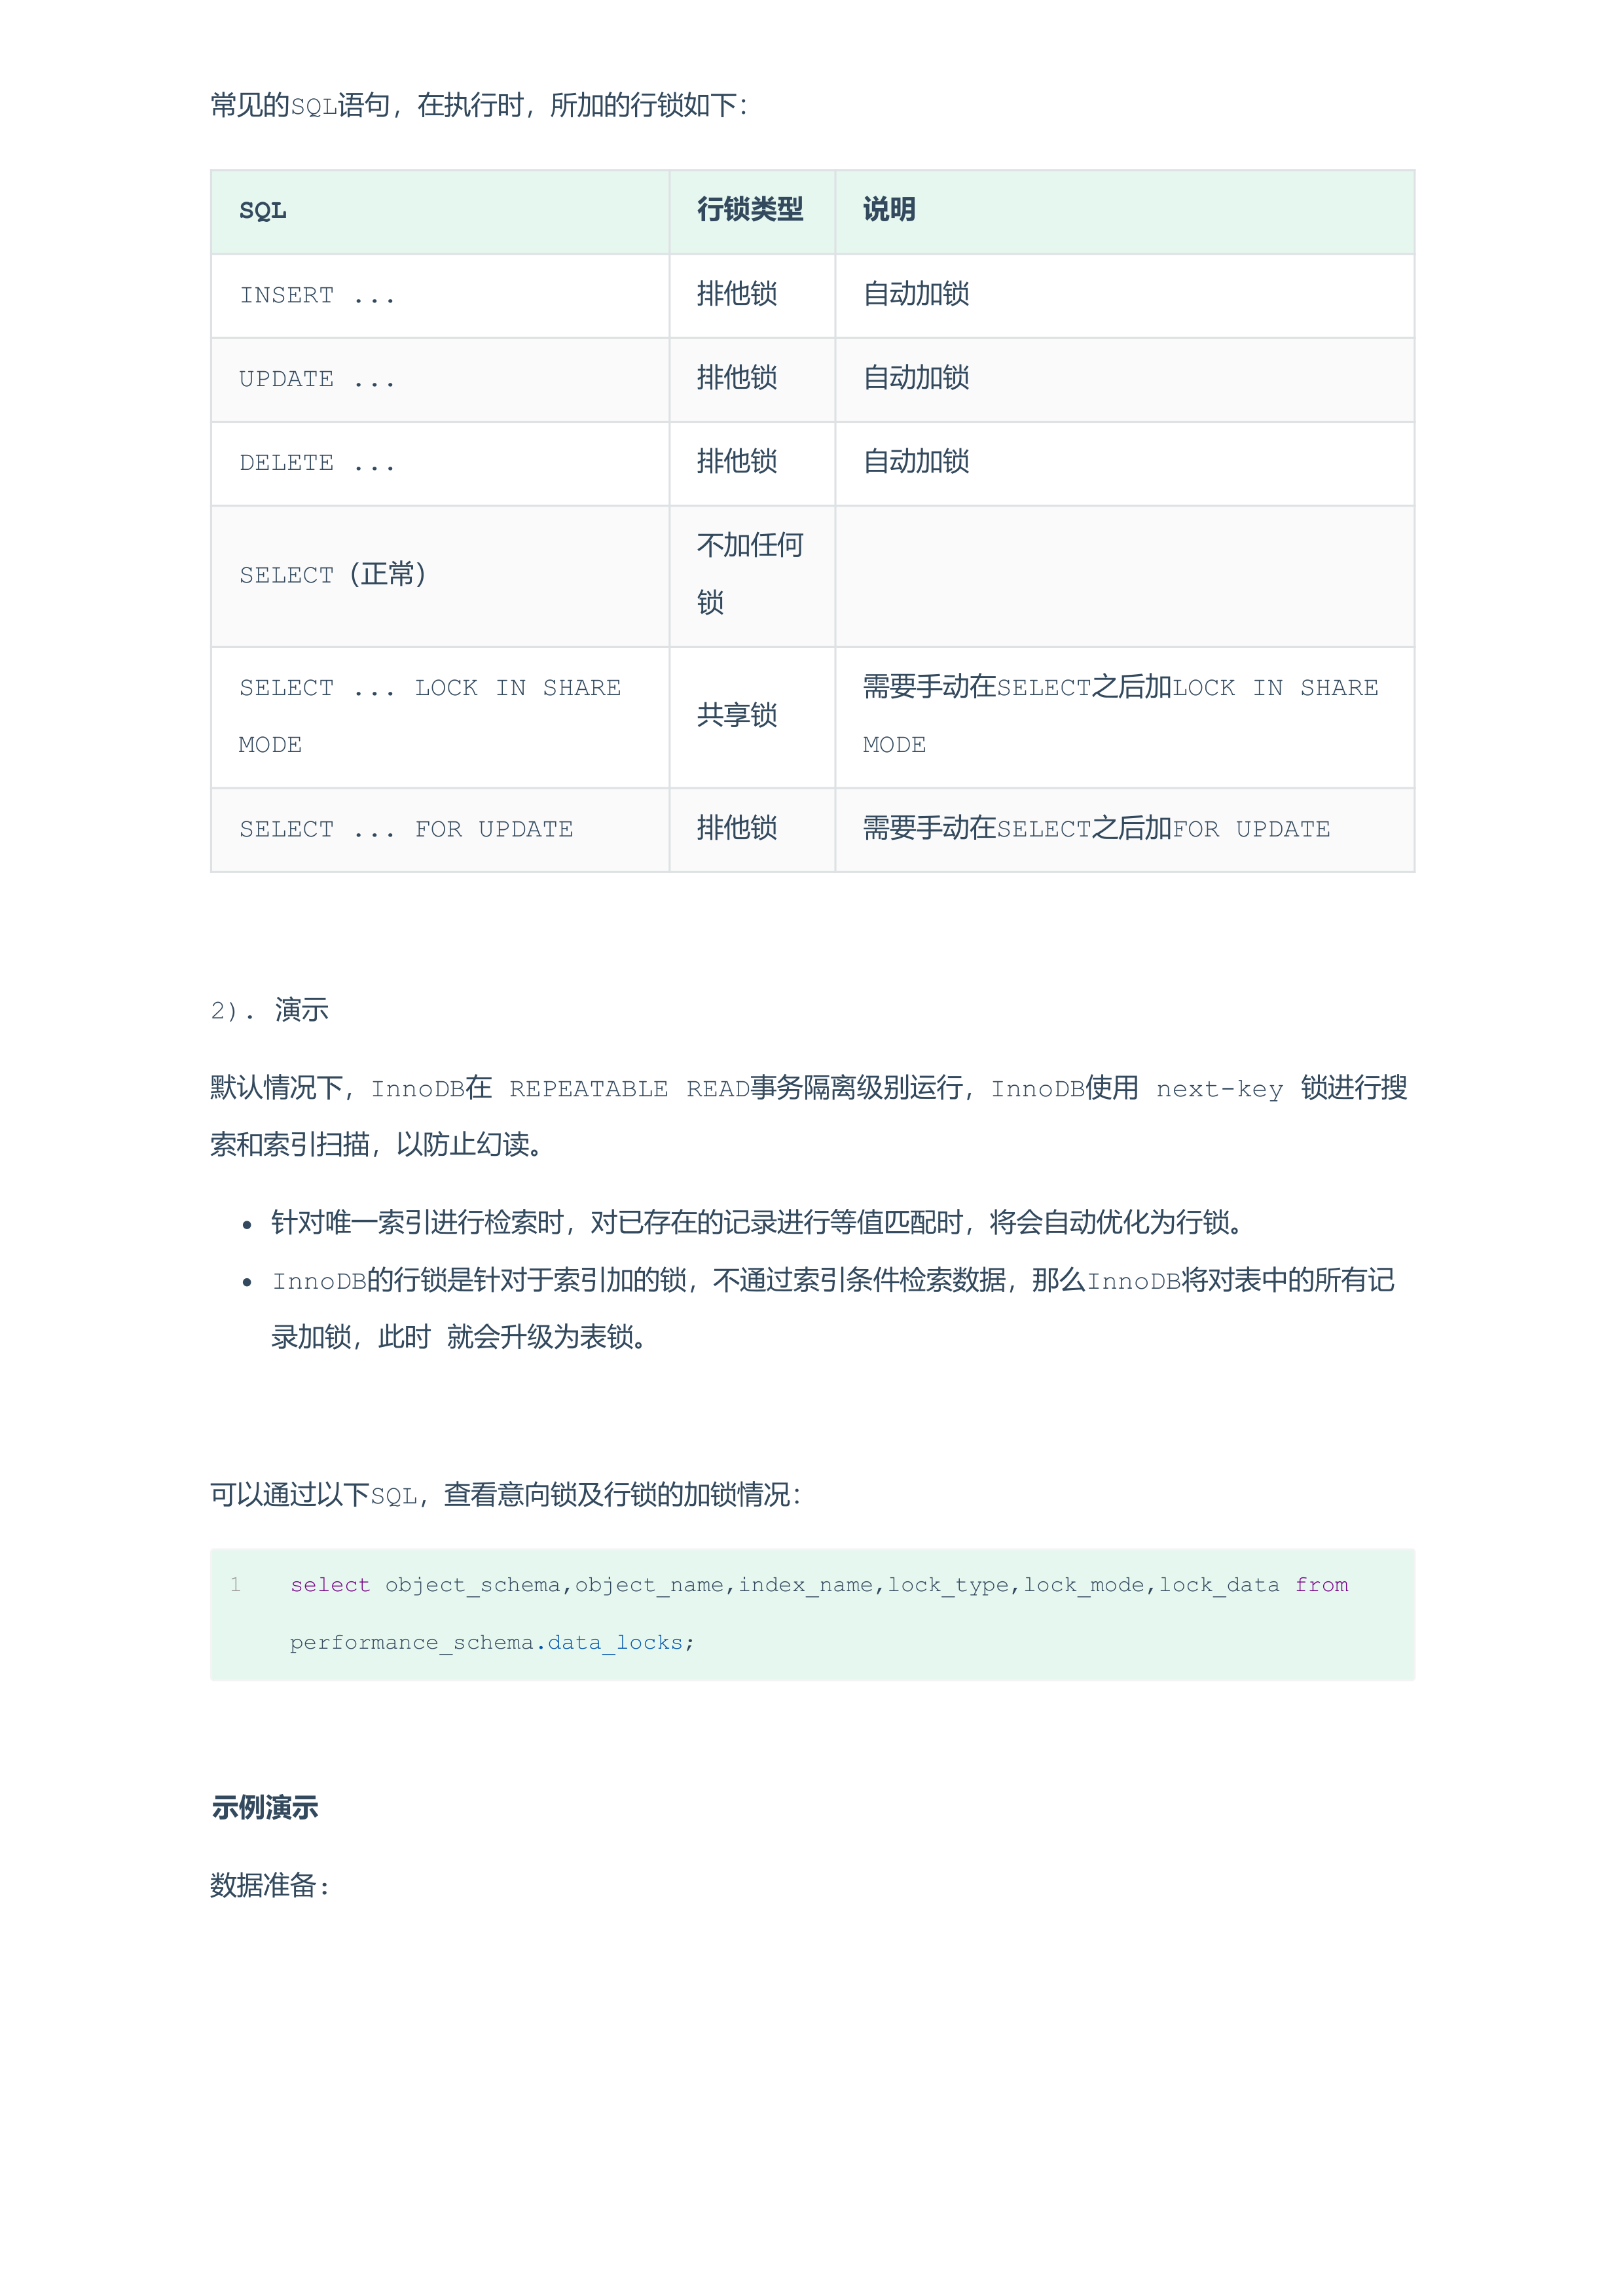 常见的SQL语句，在执行时，所加的行锁如下：
SQL 行锁类型 说明
INSERT ... 排他锁 自动加锁
UPDATE ... 排他锁 自动加锁
DELETE ... 排他锁 自动加锁
SELECT（正常） 不加任何
锁
SELECT ... LOCK IN SHARE
MODE
共享锁
需要手动在SELECT之后加LOCK IN SHARE
MODE
SELECT ... FOR UPDATE 排他锁 需要手动在SELECT之后加FOR UPDATE
2). 演示
默认情况下，InnoDB在 REPEATABLE READ事务隔离级别运行，InnoDB使用 next-key 锁进行搜
索和索引扫描，以防止幻读。
• 针对唯一索引进行检索时，对已存在的记录进行等值匹配时，将会自动优化为行锁。
• InnoDB的行锁是针对于索引加的锁，不通过索引条件检索数据，那么InnoDB将对表中的所有记
录加锁，此时 就会升级为表锁。
可以通过以下SQL，查看意向锁及行锁的加锁情况：
1 select object_schema,object_name,index_name,lock_type,lock_mode,lock_data from
performance_schema.data_locks;
示例演示
数据准备: